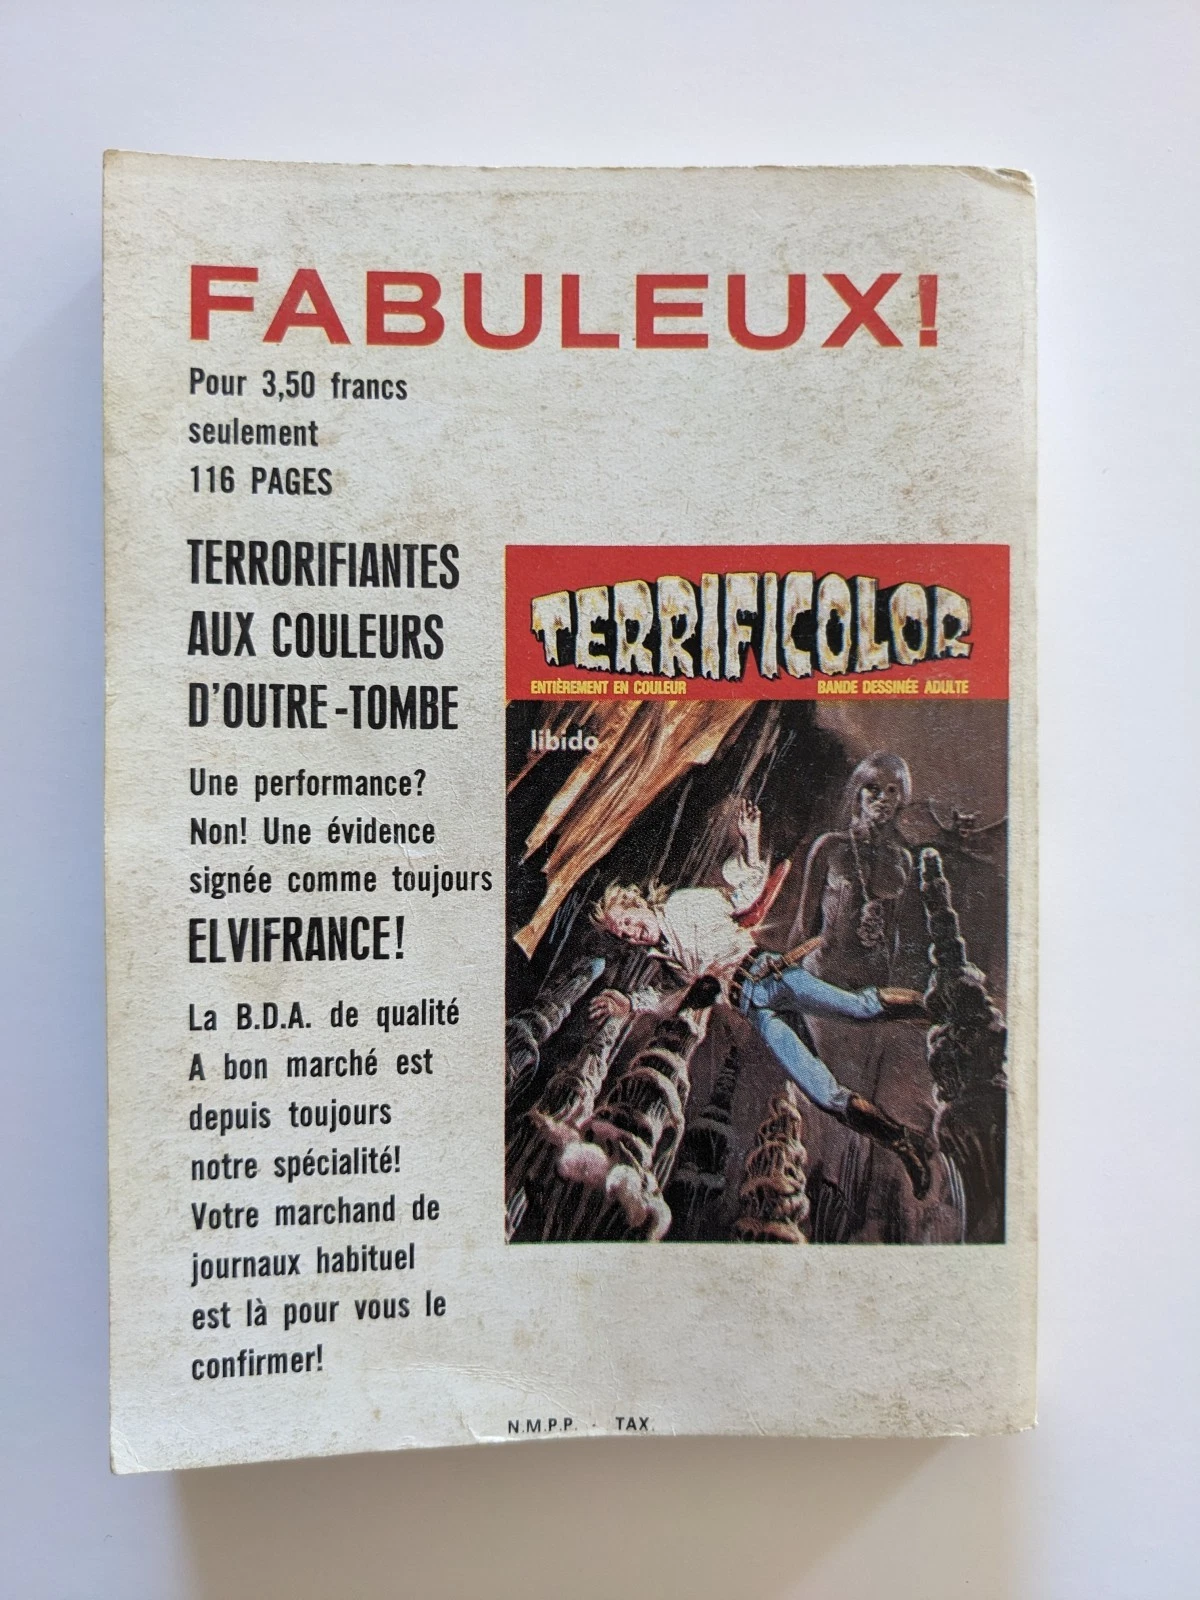 FABULEUX!
Pour 3,50 francs
seulement
116 PAGES
TERRORIFIANTES
AUX COULEURS
D'OUTRE-TOMBE
Une performance?
Non! Une évidence
signée comme toujours
ELVIFRANCE!
La B.D.A. de qualité
A bon marché est
depuis toujours
notre spécialité!
Votre marchand de
journaux habituel
est là pour vous le
confirmer!
TERRIFICOLOR
ENTIÈREMENT EN COULEUR BANDE DESSINÉE ADULTE
libido
N.M.P.P. - TAX.